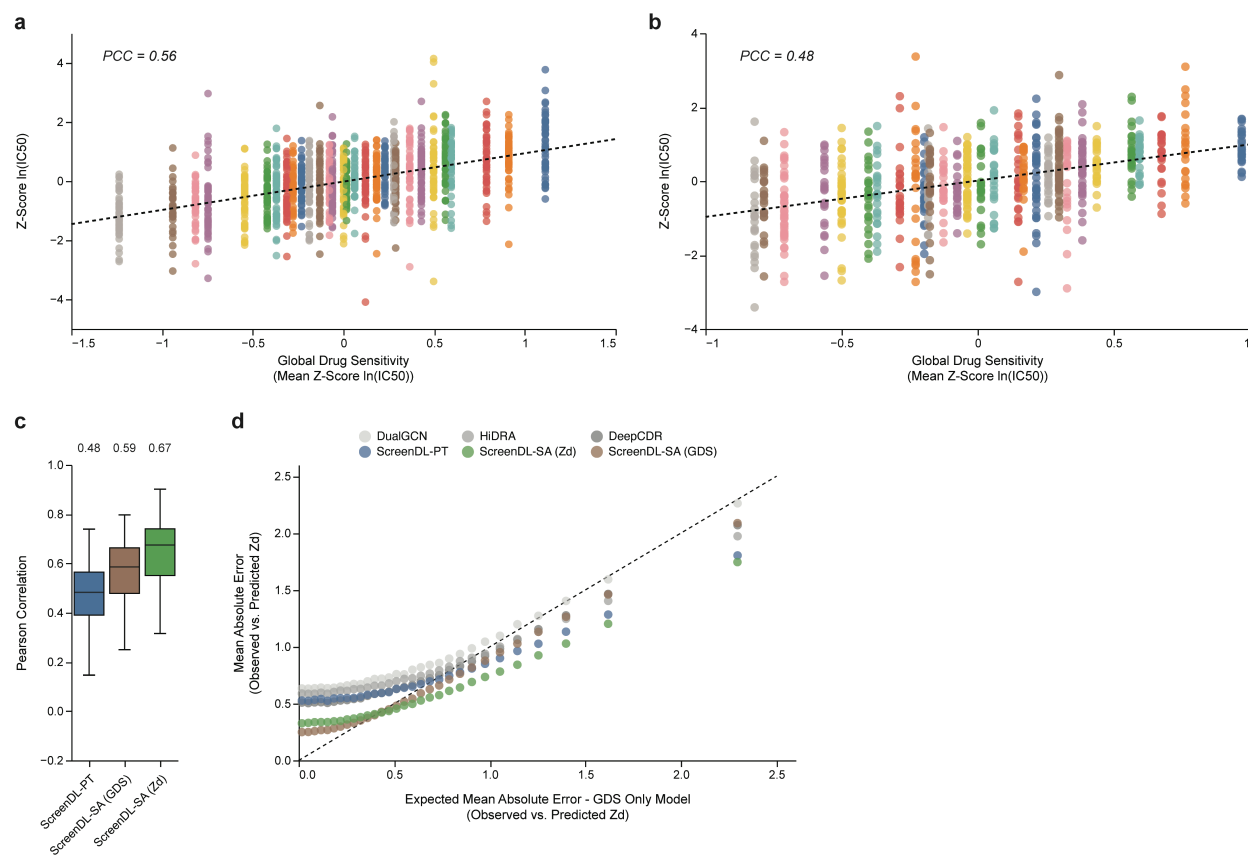 a
PCC = 0.56
4
2
0
−2
−4
Z-Score ln(IC50)
−1.5
−1
−0.5
0
0.5
1
1.5
Global Drug Sensitivity
(Mean Z-Score ln(IC50))
b
PCC = 0.48
4
2
0
−2
−4
Z-Score ln(IC50)
−1
−0.5
0
0.5
1
Global Drug Sensitivity
(Mean Z-Score ln(IC50))
c
0.48 0.59 0.67
1.0
0.8
0.6
0.4
0.2
0.0
−0.2
Pearson Correlation
ScreenDL-PT
ScreenDL-SA (GDS)
ScreenDL-SA (Zd)
d
DualGCN HiDRA DeepCDR
ScreenDL-PT ScreenDL-SA (Zd) ScreenDL-SA (GDS)
2.5
2.0
1.5
1.0
0.5
0.0
Mean Absolute Error
(Observed vs. Predicted Zd)
0.0
0.5
1.0
1.5
2.0
2.5
Expected Mean Absolute Error - GDS Only Model
(Observed vs. Predicted Zd)